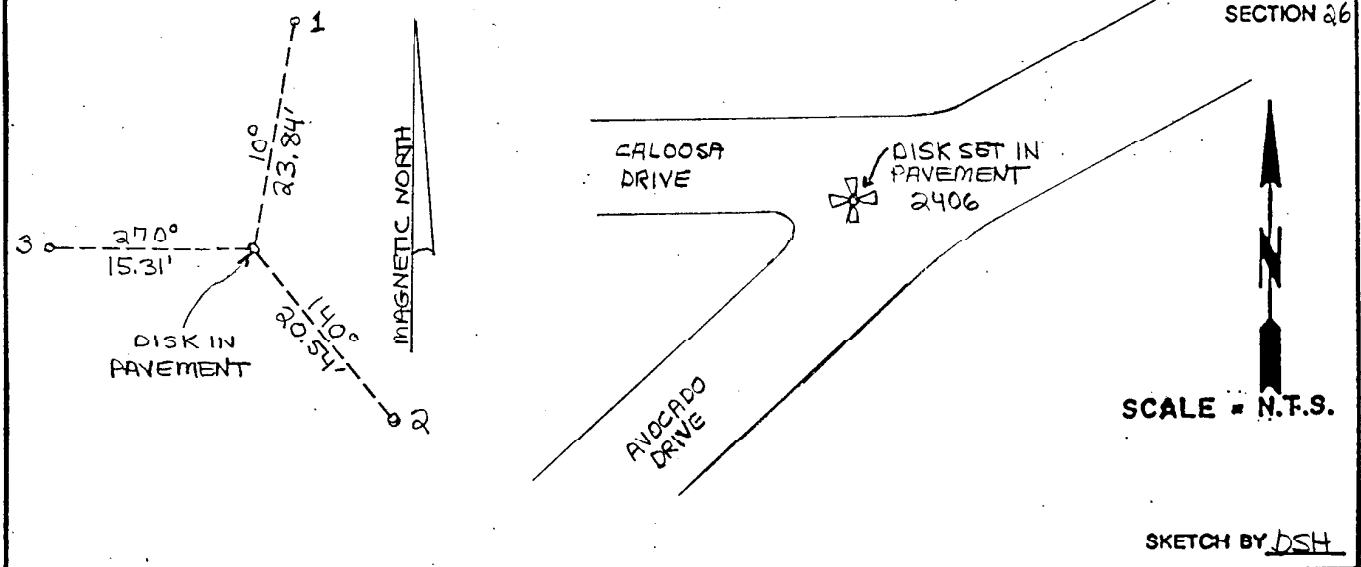 SECTION 26
1
10°
23.84'
MAGNETIC NORTH
3
270°
15.31'
DISK IN
PAVEMENT
140°
20.54'
2
CALOOSA
DRIVE
DISK SET IN
PAVEMENT
2406
AVOCADO
DRIVE
N
SCALE = N.T.S.
SKETCH BY DSH